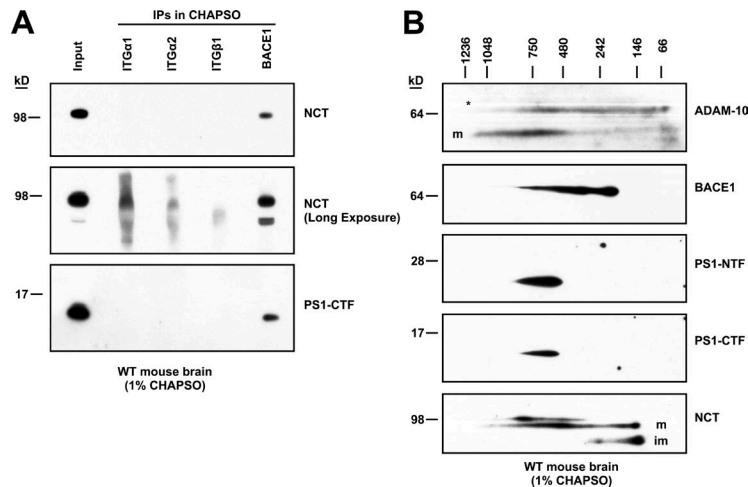 A
IPs in CHAPSO
Input
ITGα1
ITGα2
ITGβ1
BACE1
kD
98
NCT
98
NCT
(Long Exposure)
17
PS1-CTF
WT mouse brain
(1% CHAPSO)
B
1236
1048
750
480
242
146
66
kD
64
*
m
ADAM-10
64
BACE1
28
PS1-NTF
17
PS1-CTF
98
m
im
NCT
WT mouse brain
(1% CHAPSO)